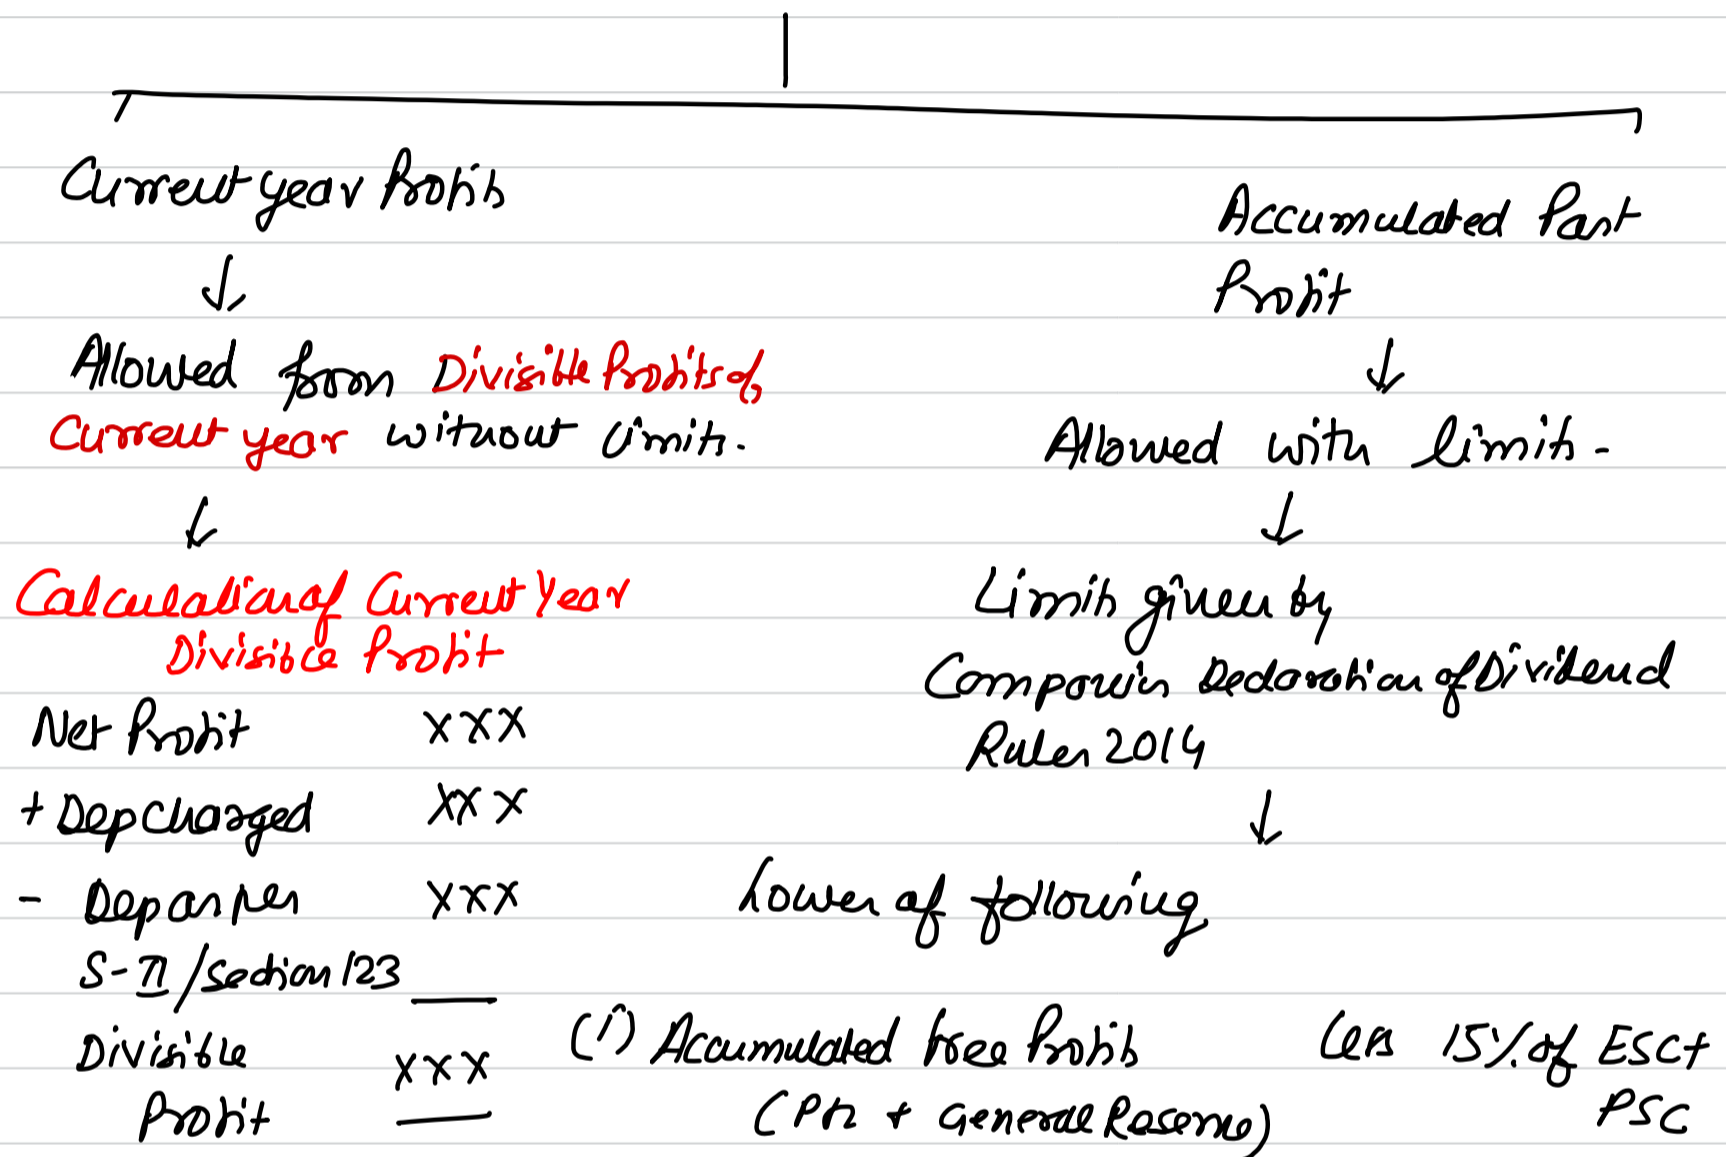 Current year Profits
Allowed from Divisible Profits of
Current year without limits.
Calculation of Current Year
Divisible Profit
Net Profit XXX
+ Dep charged XXX
- Dep as per XXX
S-II/section 123
Divisible XXX
Profit
Accumulated Past
Profit
Allowed with limits -
Limits given by
Companies Declaration of Dividend
Rules 2014
Lower of following
(i) Accumulated free Profits less 15% of ESC+
(P&L + General Reserve) PSC